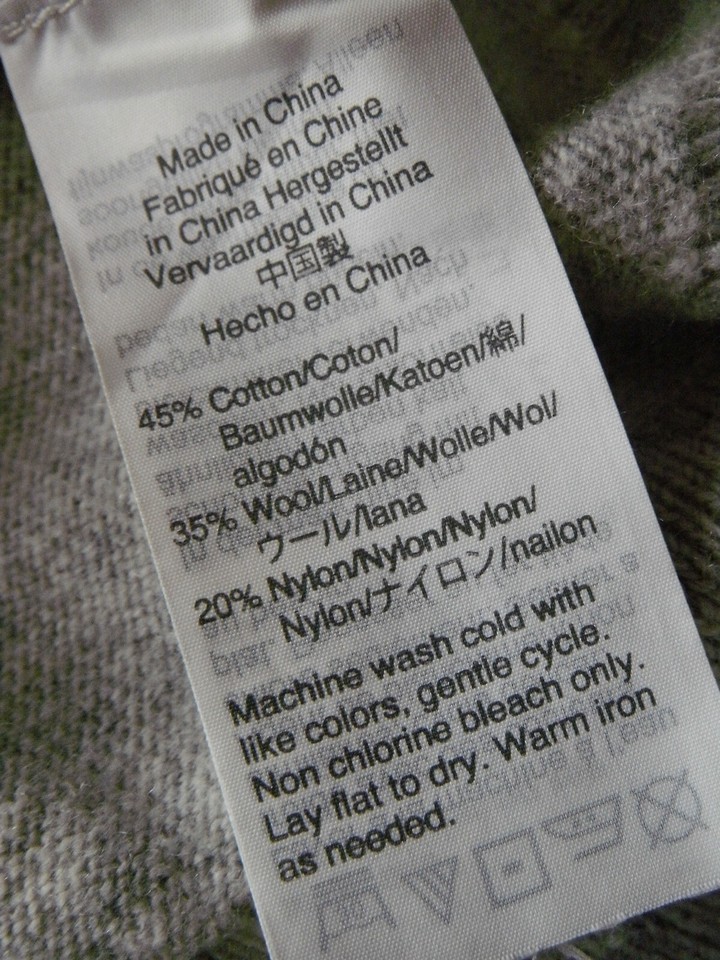 Made in China
Fabriqué en Chine
in China Hergestellt
Vervaardigd in China
中国製
Hecho en China
45% Cotton/Coton/
Baumwolle/Katoen/綿/
algodón
35% Wool/Laine/Wolle/Wol/
ウール/lana
20% Nylon/Nylon/Nylon/
Nylon/ナイロン/nailon
Machine wash cold with
like colors, gentle cycle.
Non chlorine bleach only.
Lay flat to dry. Warm iron
as needed.